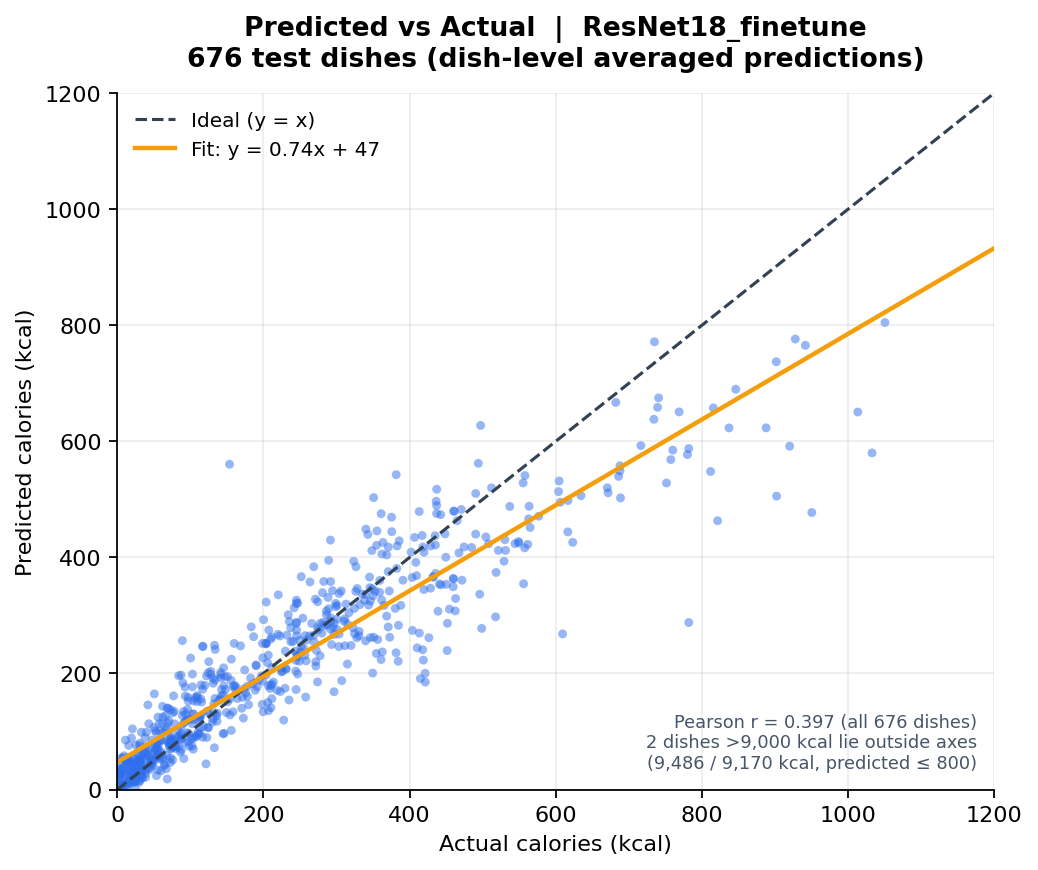 Predicted vs Actual | ResNet18_finetune
676 test dishes (dish-level averaged predictions)
Ideal (y = x)
Fit: y = 0.74x + 47
Predicted calories (kcal)
1200
1000
800
600
400
200
0
Pearson r = 0.397 (all 676 dishes)
2 dishes >9,000 kcal lie outside axes
(9,486 / 9,170 kcal, predicted ≤ 800)
0 200 400 600 800 1000 1200
Actual calories (kcal)